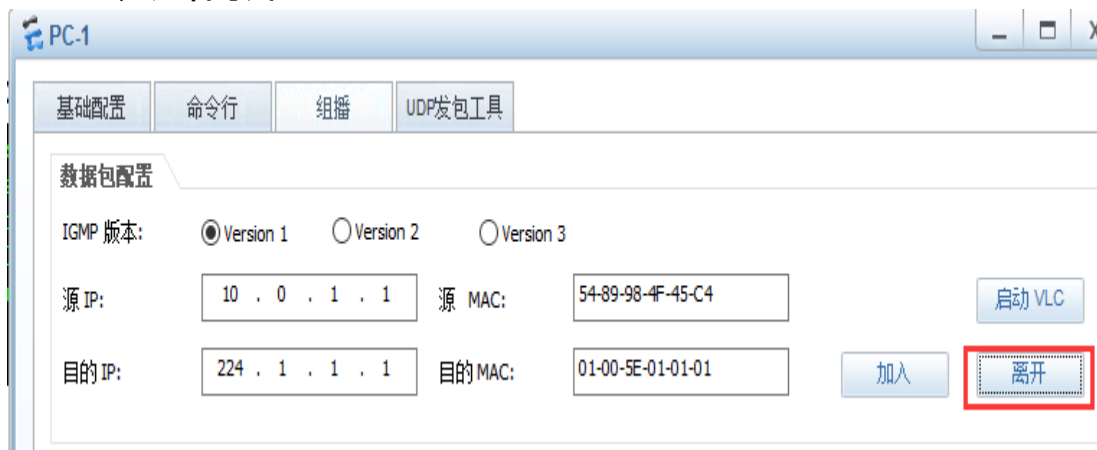 PC-1
基础配置 命令行 组播 UDP发包工具
数据包配置
IGMP 版本: Version 1 Version 2 Version 3
源 IP: 10 . 0 . 1 . 1 源 MAC: 54-89-98-4F-45-C4 启动 VLC
目的 IP: 224 . 1 . 1 . 1 目的 MAC: 01-00-5E-01-01-01 加入 离开